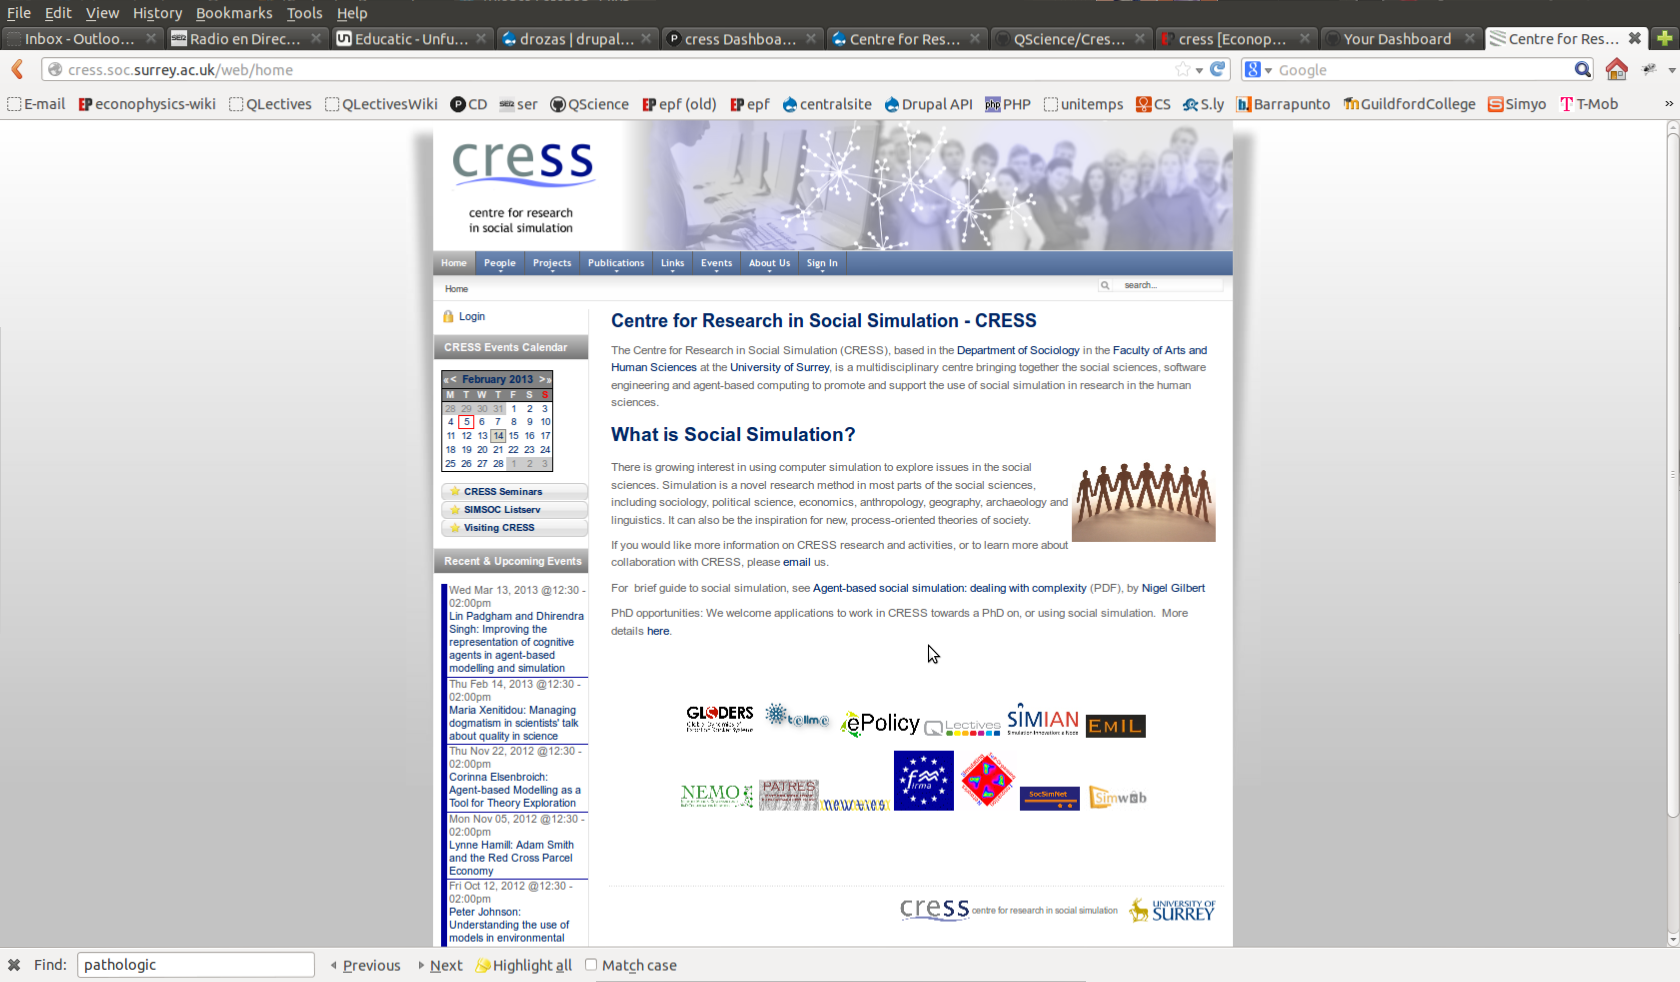 File Edit View History Bookmarks Tools Help
Inbox - Outloo... Radio en Direc... Educatic - Unfu... drozas | drupal... cress Dashboa... Centre for Res... QScience/Cres... cress [Econop... Your Dashboard Centre for Res...
cress.soc.surrey.ac.uk/web/home Google
E-mail econophysics-wiki QLectives QLectivesWiki CD ser QScience epf (old) epf centralsite Drupal API PHP unitemps CS S.ly Barrapunto GuildfordCollege Simyo T-Mob »
cress
centre for research
in social simulation
Home People Projects Publications Links Events About Us Sign In
Home search...
Login
CRESS Events Calendar
«< February 2013 >»
M T W T F S S
28 29 30 31 1 2 3
4 5 6 7 8 9 10
11 12 13 14 15 16 17
18 19 20 21 22 23 24
25 26 27 28 1 2 3
CRESS Seminars
SIMSOC Listserv
Visiting CRESS
Recent & Upcoming Events
Wed Mar 13, 2013 @12:30 -
02:00pm
Lin Padgham and Dhirendra
Singh: Improving the
representation of cognitive
agents in agent-based
modelling and simulation
Thu Feb 14, 2013 @12:30 -
02:00pm
Maria Xenitidou: Managing
dogmatism in scientists' talk
about quality in science
Thu Nov 22, 2012 @12:30 -
02:00pm
Corinna Elsenbroich:
Agent-based Modelling as a
Tool for Theory Exploration
Mon Nov 05, 2012 @12:30 -
02:00pm
Lynne Hamill: Adam Smith
and the Red Cross Parcel
Economy
Fri Oct 12, 2012 @12:30 -
02:00pm
Peter Johnson:
Understanding the use of
models in environmental
Centre for Research in Social Simulation - CRESS
The Centre for Research in Social Simulation (CRESS), based in the Department of Sociology in the Faculty of Arts and
Human Sciences at the University of Surrey, is a multidisciplinary centre bringing together the social sciences, software
engineering and agent-based computing to promote and support the use of social simulation in research in the human
sciences.
What is Social Simulation?
There is growing interest in using computer simulation to explore issues in the social
sciences. Simulation is a novel research method in most parts of the social sciences,
including sociology, political science, economics, anthropology, geography, archaeology and
linguistics. It can also be the inspiration for new, process-oriented theories of society.
If you would like more information on CRESS research and activities, or to learn more about
collaboration with CRESS, please email us.
For brief guide to social simulation, see Agent-based social simulation: dealing with complexity (PDF), by Nigel Gilbert
PhD opportunities: We welcome applications to work in CRESS towards a PhD on, or using social simulation. More
details here.
GLODERS tellme ePolicy QLectives SIMIAN EMIL
NEMO PATRES newties firma SocSimNet Simweb
cress centre for research in social simulation UNIVERSITY OF
SURREY
Find: pathologic Previous Next Highlight all Match case